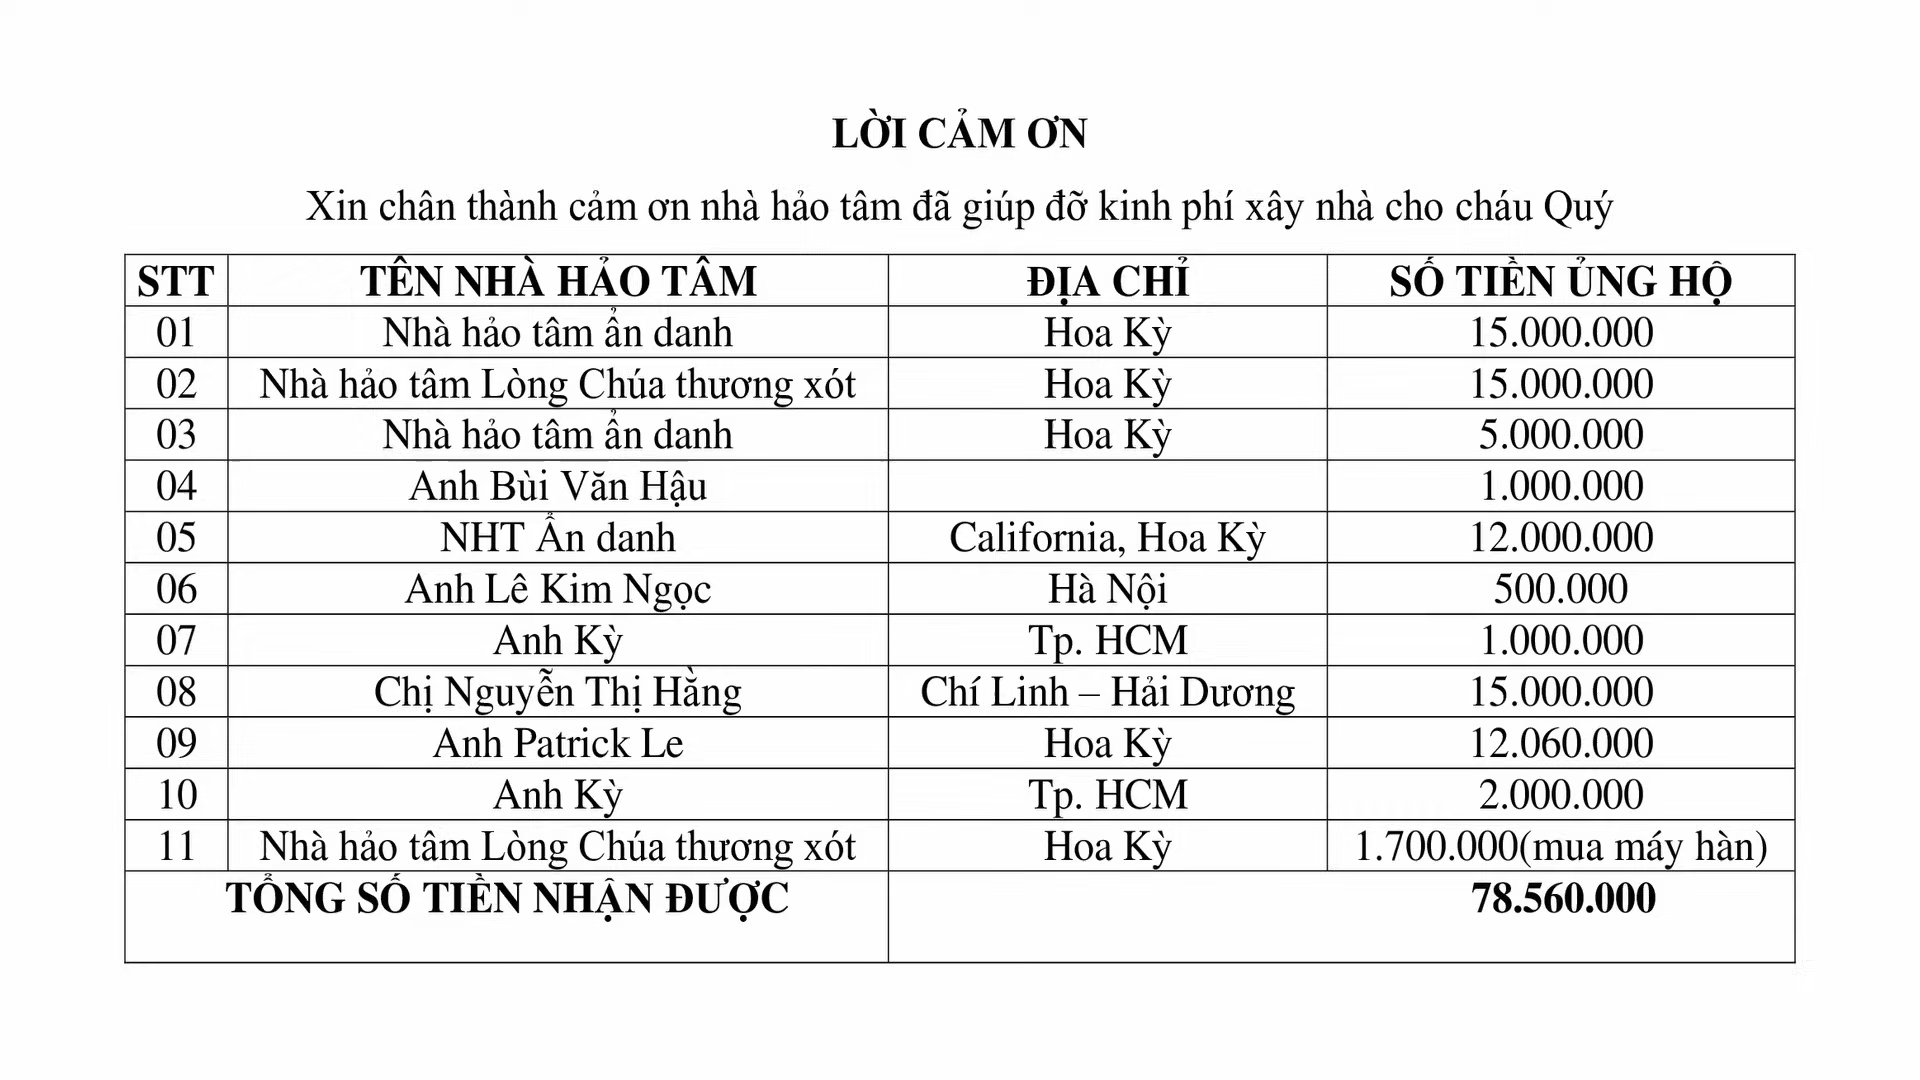 LỜI CẢM ƠN
Xin chân thành cảm ơn nhà hảo tâm đã giúp đỡ kinh phí xây nhà cho cháu Quý
STT TÊN NHÀ HẢO TÂM ĐỊA CHỈ SỐ TIỀN ỦNG HỘ
01 Nhà hảo tâm ẩn danh Hoa Kỳ 15.000.000
02 Nhà hảo tâm Lòng Chúa thương xót Hoa Kỳ 15.000.000
03 Nhà hảo tâm ẩn danh Hoa Kỳ 5.000.000
04 Anh Bùi Văn Hậu 1.000.000
05 NHT Ẩn danh California, Hoa Kỳ 12.000.000
06 Anh Lê Kim Ngọc Hà Nội 500.000
07 Anh Kỳ Tp. HCM 1.000.000
08 Chị Nguyễn Thị Hằng Chí Linh – Hải Dương 15.000.000
09 Anh Patrick Le Hoa Kỳ 12.060.000
10 Anh Kỳ Tp. HCM 2.000.000
11 Nhà hảo tâm Lòng Chúa thương xót Hoa Kỳ 1.700.000(mua máy hàn)
TỔNG SỐ TIỀN NHẬN ĐƯỢC 78.560.000